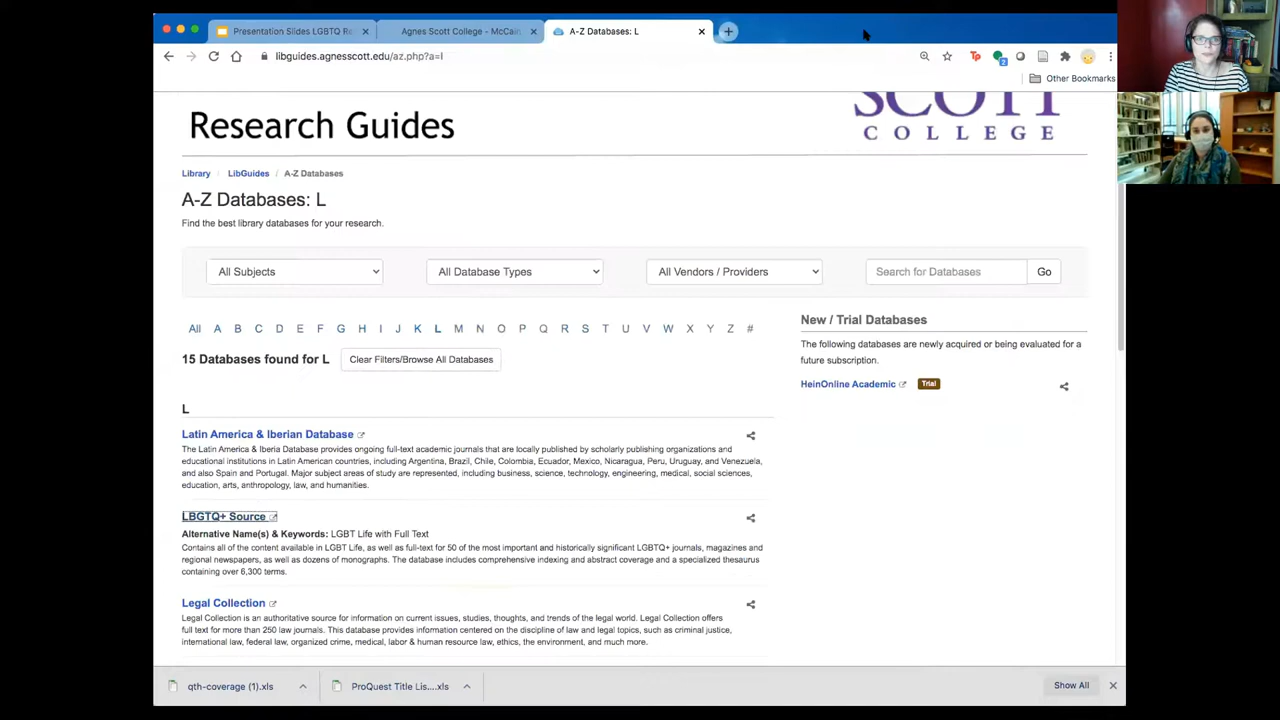 Presentation Slides LGBTQ R
Agnes Scott College - McCain
A-Z Databases: L
libguides.agnesscott.edu/az.php?a=l
Other Bookmarks
SCOTT
COLLEGE
Research Guides
Library / LibGuides / A-Z Databases
A-Z Databases: L
Find the best library databases for your research.
All Subjects
All Database Types
All Vendors / Providers
Search for Databases
Go
All A B C D E F G H I J K L M N O P Q R S T U V W X Y Z #
15 Databases found for L
Clear Filters/Browse All Databases
New / Trial Databases
The following databases are newly acquired or being evaluated for a
future subscription.
HeinOnline Academic Trial
L
Latin America & Iberian Database
The Latin America & Iberia Database provides ongoing full-text academic journals that are locally published by scholarly publishing organizations and
educational institutions in Latin American countries, including Argentina, Brazil, Chile, Colombia, Ecuador, Mexico, Nicaragua, Peru, Uruguay, and Venezuela,
and also Spain and Portugal. Major subject areas of study are represented, including business, science, technology, engineering, medical, social sciences,
education, arts, anthropology, law, and humanities.
LBGTQ+ Source
Alternative Name(s) & Keywords: LGBT Life with Full Text
Contains all of the content available in LGBT Life, as well as full-text for 50 of the most important and historically significant LGBTQ+ journals, magazines and
regional newspapers, as well as dozens of monographs. The database includes comprehensive indexing and abstract coverage and a specialized thesaurus
containing over 6,300 terms.
Legal Collection
Legal Collection is an authoritative source for information on current issues, studies, thoughts, and trends of the legal world. Legal Collection offers
full text for more than 250 law journals. This database provides information centered on the discipline of law and legal topics, such as criminal justice,
international law, federal law, organized crime, medical, labor & human resource law, ethics, the environment, and much more.
qth-coverage (1).xls
ProQuest Title Lis....xls
Show All